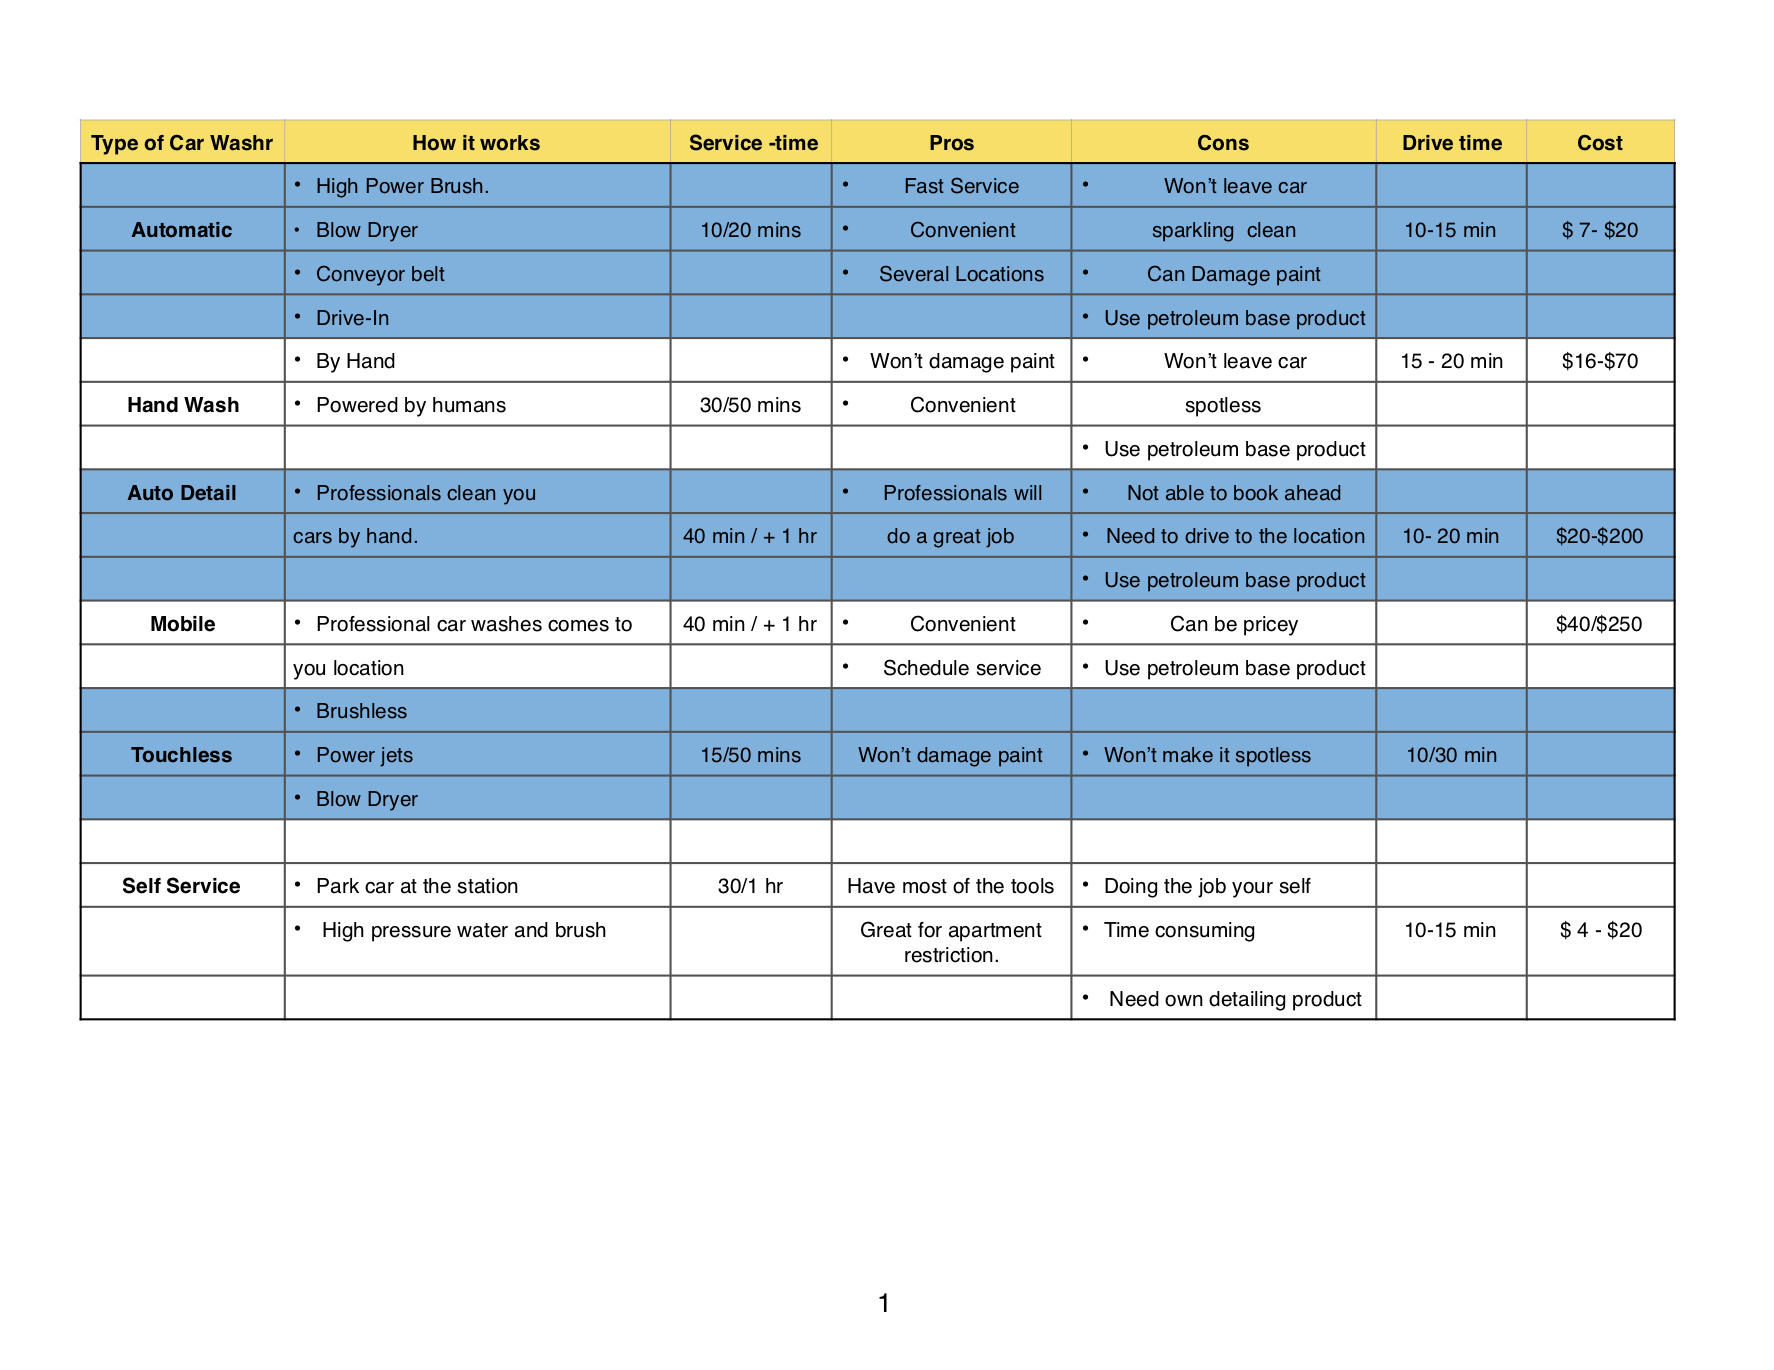 Type of Car Washr How it works Service -time Pros Cons Drive time Cost
• High Power Brush. • Fast Service • Won’t leave car
Automatic • Blow Dryer 10/20 mins • Convenient sparkling  clean 10-15 min $ 7- $20
• Conveyor belt • Several Locations • Can Damage paint
• Drive-In • Use petroleum base product
• By Hand • Won’t damage paint • Won’t leave car 15 - 20 min $16-$70
Hand Wash • Powered by humans 30/50 mins • Convenient spotless
• Use petroleum base product
Auto Detail • Professionals clean you • Professionals will • Not able to book ahead
cars by hand. 40 min / + 1 hr do a great job • Need to drive to the location 10- 20 min $20-$200
• Use petroleum base product
Mobile • Professional car washes comes to 40 min / + 1 hr • Convenient • Can be pricey $40/$250
you location • Schedule service • Use petroleum base product
• Brushless
Touchless • Power jets 15/50 mins Won’t damage paint • Won’t make it spotless 10/30 min
• Blow Dryer
Self Service • Park car at the station 30/1 hr Have most of the tools • Doing the job your self
• High pressure water and brush Great for apartment • Time consuming 10-15 min $ 4 - $20
restriction.
• Need own detailing product
1